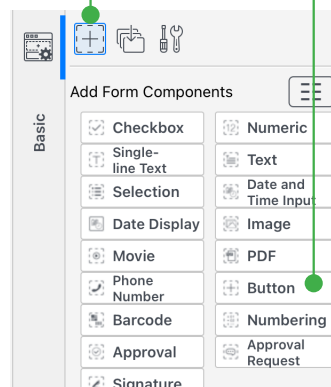 Basic
Add Form Components
Checkbox
Numeric
Single-
line Text
Text
Selection
Date and
Time Input
Date Display
Image
Movie
PDF
Phone
Number
Button
Barcode
Numbering
Approval
Approval
Request
Signature